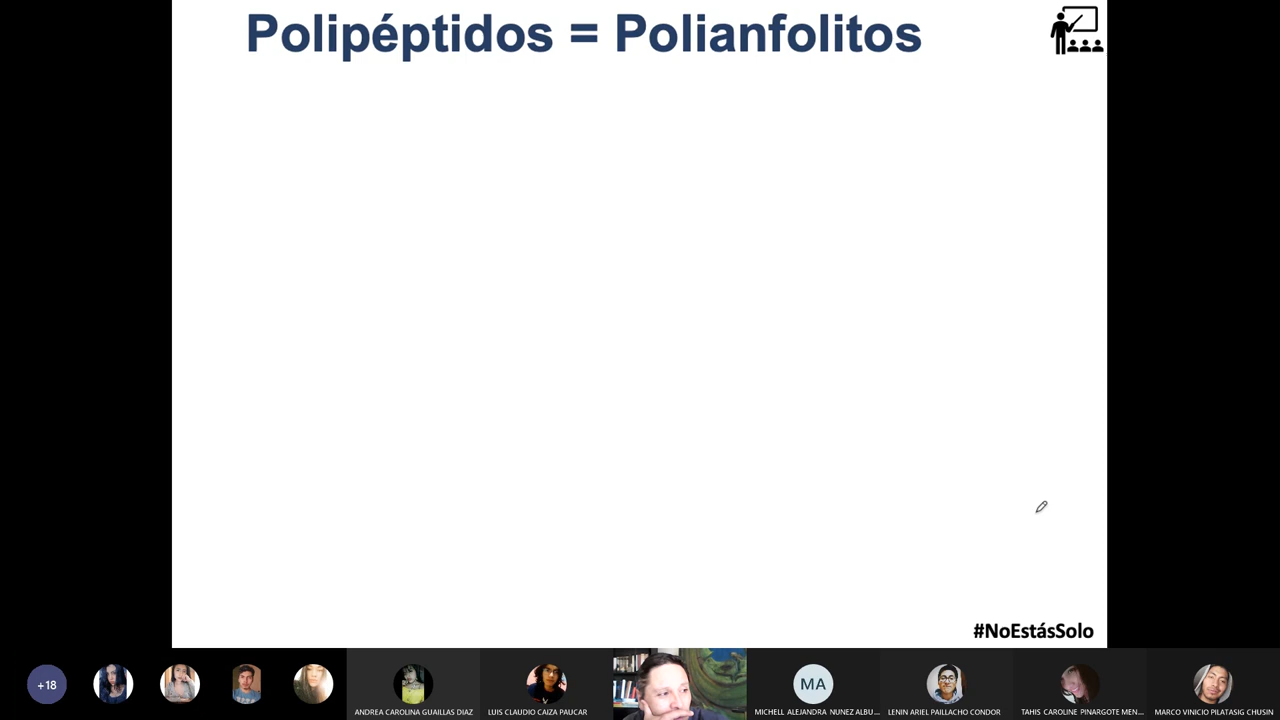 Polipéptidos = Polianfolitos
#NoEstásSolo
+18
ANDREA CAROLINA GUAILLAS DIAZ
LUIS CLAUDIO CAIZA PAUCAR
MA
MICHELL ALEJANDRA NUNEZ ALBU...
LENIN ARIEL PAILLACHO CONDOR
TAHIS CAROLINE PINARGOTE MEN...
MARCO VINICIO PILATASIG CHUSIN